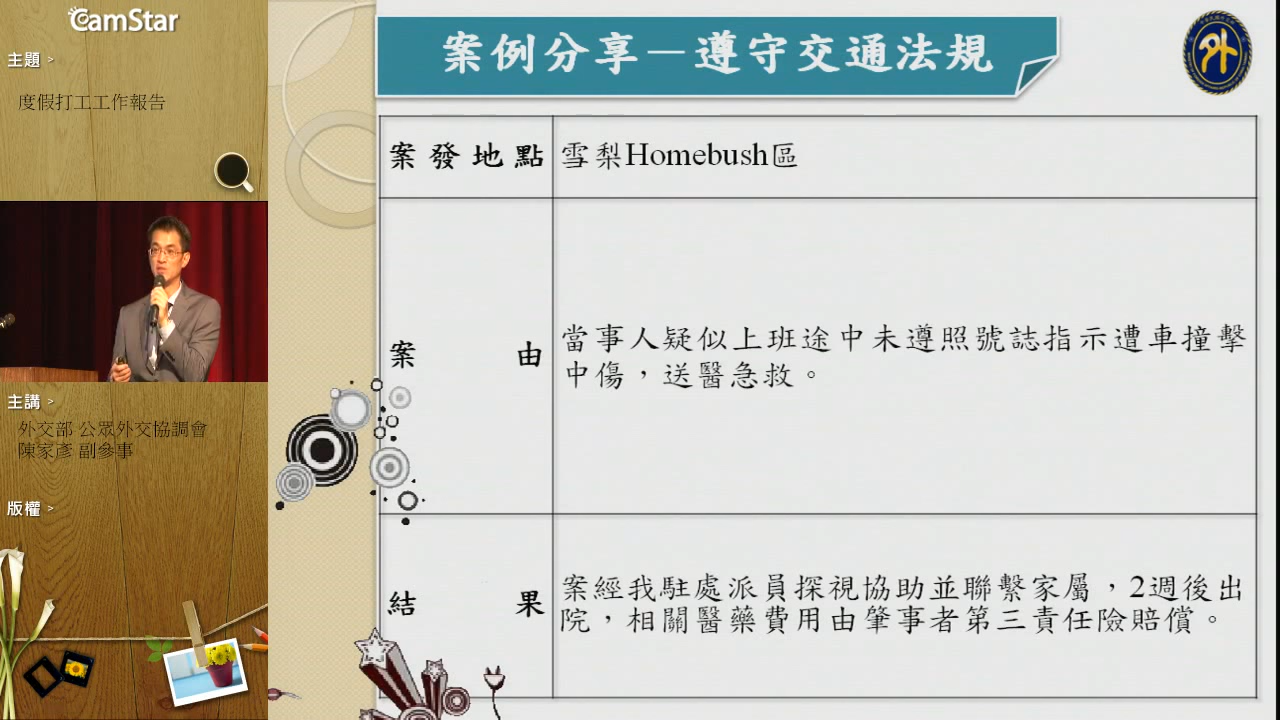 CamStar
主題 >
度假打工工作報告
主講 >
外交部 公眾外交協調會
陳家彥 副參事
版權 >
案例分享－遵守交通法規
外
案發地點
雪梨Homebush區
案由
當事人疑似上班途中未遵照號誌指示遭車撞擊
中傷，送醫急救。
結果
案經我駐處派員探視協助並聯繫家屬，2週後出
院，相關醫藥費用由肇事者第三責任險賠償。